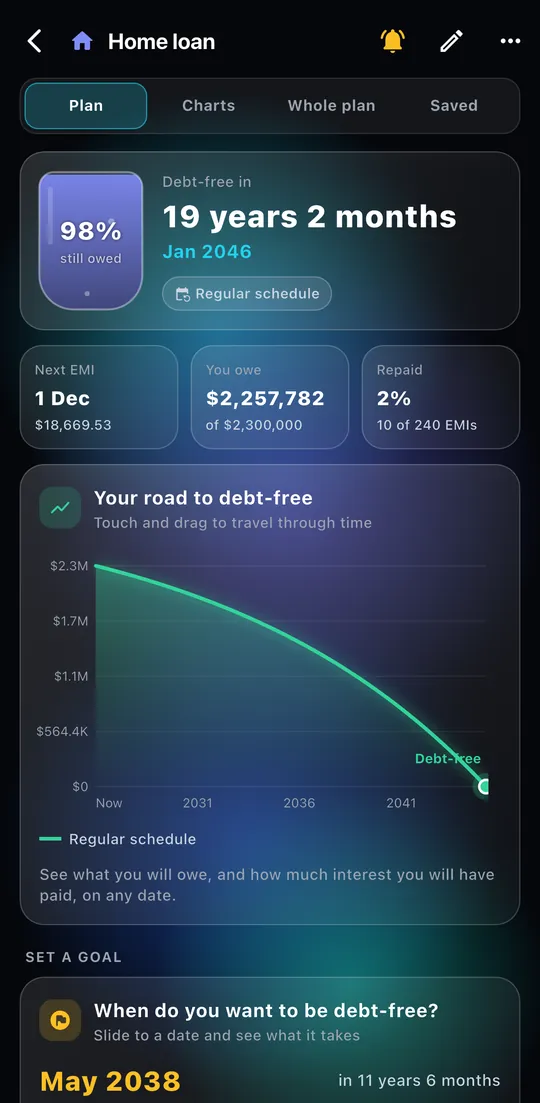 Home loan
Plan
Charts
Whole plan
Saved
98%
still owed
Debt-free in
19 years 2 months
Jan 2046
Regular schedule
Next EMI
1 Dec
$18,669.53
You owe
$2,257,782
of $2,300,000
Repaid
2%
10 of 240 EMIs
Your road to debt-free
Touch and drag to travel through time
$2.3M
$1.7M
$1.1M
$564.4K
$0
Debt-free
Now
2031
2036
2041
Regular schedule
See what you will owe, and how much interest you will have
paid, on any date.
SET A GOAL
When do you want to be debt-free?
Slide to a date and see what it takes
May 2038
in 11 years 6 months